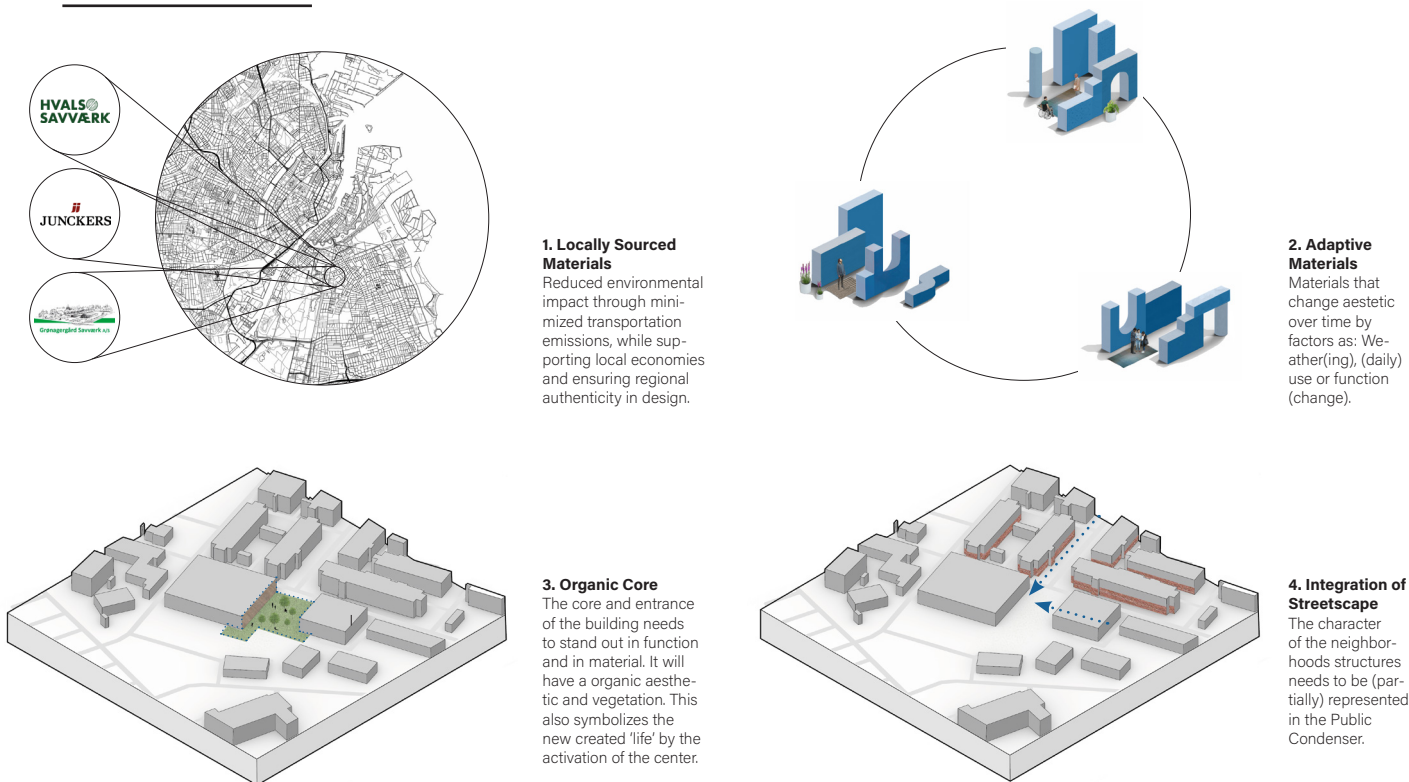 HVALSØ
SAVVÆRK
JUNCKERS
Grønagergård Savværk A/S
1. Locally Sourced
Materials
Reduced environmental
impact through mini-
mized transportation
emissions, while sup-
porting local economies
and ensuring regional
authenticity in design.
2. Adaptive
Materials
Materials that
change aestetic
over time by
factors as: We-
ather(ing), (daily)
use or function
(change).
3. Organic Core
The core and entrance
of the building needs
to stand out in function
and in material. It will
have a organic aesthe-
tic and vegetation. This
also symbolizes the
new created 'life' by the
activation of the center.
4. Integration of
Streetscape
The character
of the neighbor-
hoods structures
needs to be (par-
tially) represented
in the Public
Condenser.